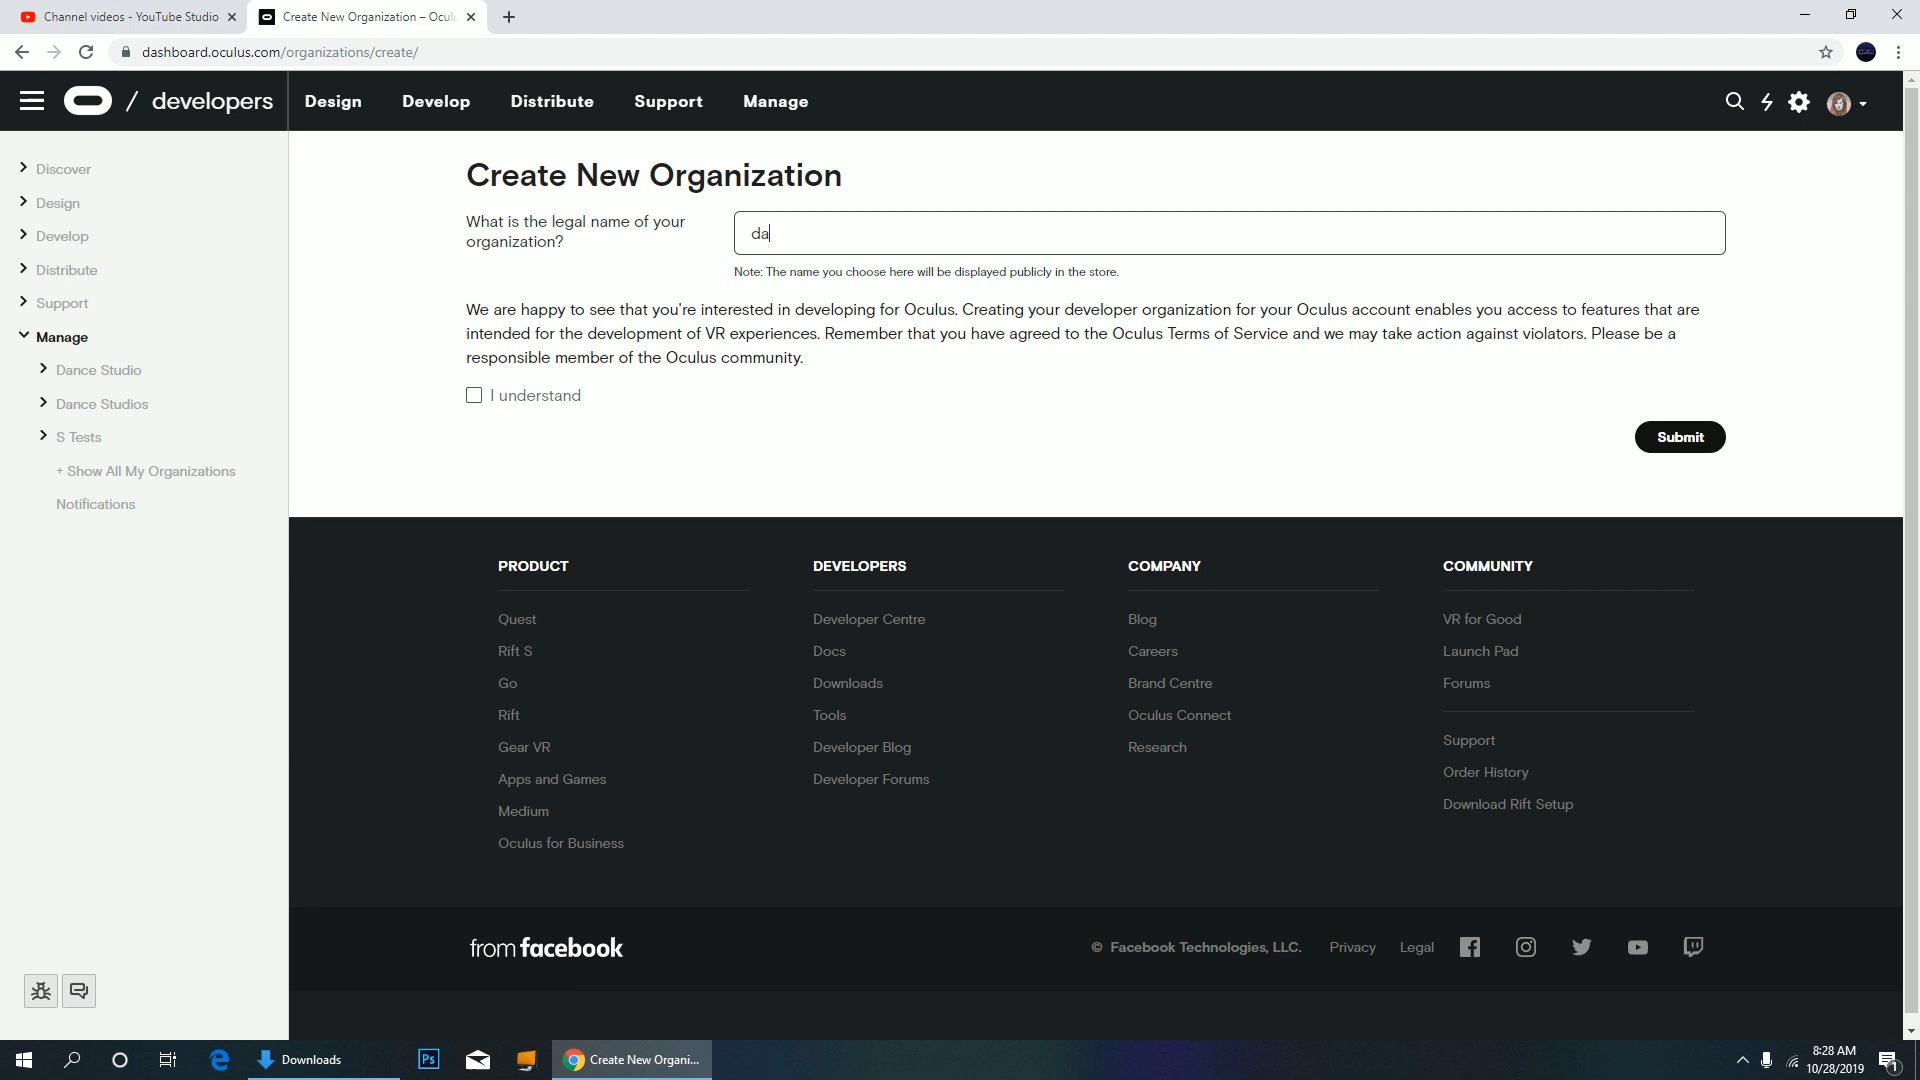 Channel videos - YouTube Studio
Create New Organization – Ocul
dashboard.oculus.com/organizations/create/
/ developers
Design
Develop
Distribute
Support
Manage
Discover
Design
Develop
Distribute
Support
Manage
Dance Studio
Dance Studios
S Tests
+ Show All My Organizations
Notifications
Create New Organization
What is the legal name of your
organization?
da
Note: The name you choose here will be displayed publicly in the store.
We are happy to see that you're interested in developing for Oculus. Creating your developer organization for your Oculus account enables you access to features that are
intended for the development of VR experiences. Remember that you have agreed to the Oculus Terms of Service and we may take action against violators. Please be a
responsible member of the Oculus community.
I understand
Submit
PRODUCT
Quest
Rift S
Go
Rift
Gear VR
Apps and Games
Medium
Oculus for Business
DEVELOPERS
Developer Centre
Docs
Downloads
Tools
Developer Blog
Developer Forums
COMPANY
Blog
Careers
Brand Centre
Oculus Connect
Research
COMMUNITY
VR for Good
Launch Pad
Forums
Support
Order History
Download Rift Setup
from facebook
© Facebook Technologies, LLC.
Privacy
Legal
Downloads
Ps
Create New Organi...
8:28 AM
10/28/2019
1